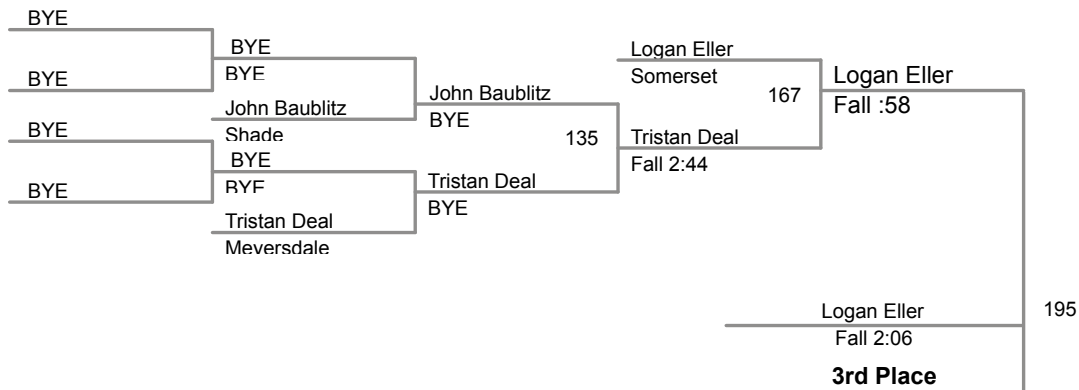 BYE
BYE
BYE
Logan Eller
BYE
Somerset
Logan Eller
John Baublitz
John Baublitz
167
Fall :58
Shade
BYE
BYE
135
Tristan Deal
BYE
Fall 2:44
BYE
BYE
Tristan Deal
Tristan Deal
BYE
Meyersdale
Logan Eller
195
Fall 2:06
3rd Place